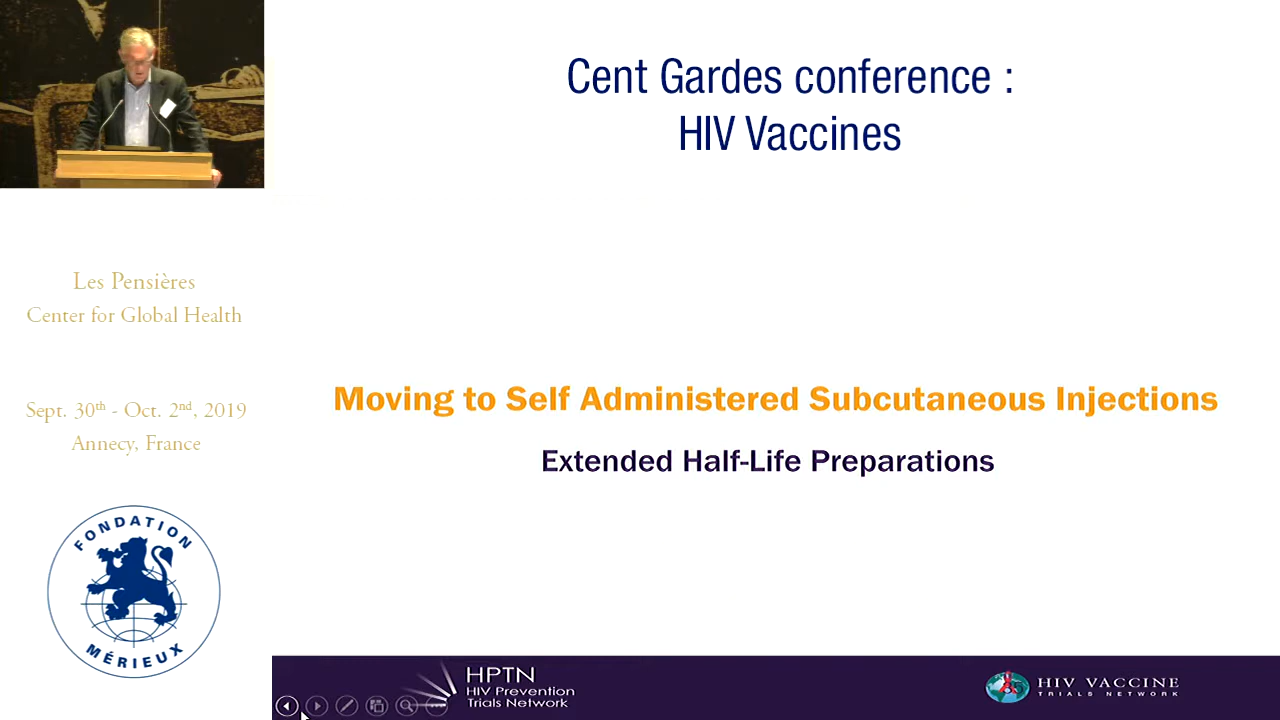 Cent Gardes conference :
HIV Vaccines
Les Pensières
Center for Global Health
Sept. 30th - Oct. 2nd, 2019
Annecy, France
FONDATION
MÉRIEUX
Moving to Self Administered Subcutaneous Injections
Extended Half-Life Preparations
HPTN
HIV Prevention
Trials Network
HIV VACCINE
TRIALS NETWORK